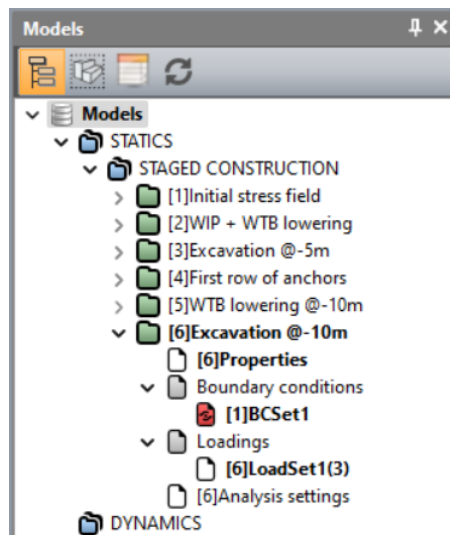 Models
Models
STATICS
STAGED CONSTRUCTION
[1]Initial stress field
[2]WIP + WTB lowering
[3]Excavation @-5m
[4]First row of anchors
[5]WTB lowering @-10m
[6]Excavation @-10m
[6]Properties
Boundary conditions
[1]BCSet1
Loadings
[6]LoadSet1(3)
[6]Analysis settings
DYNAMICS